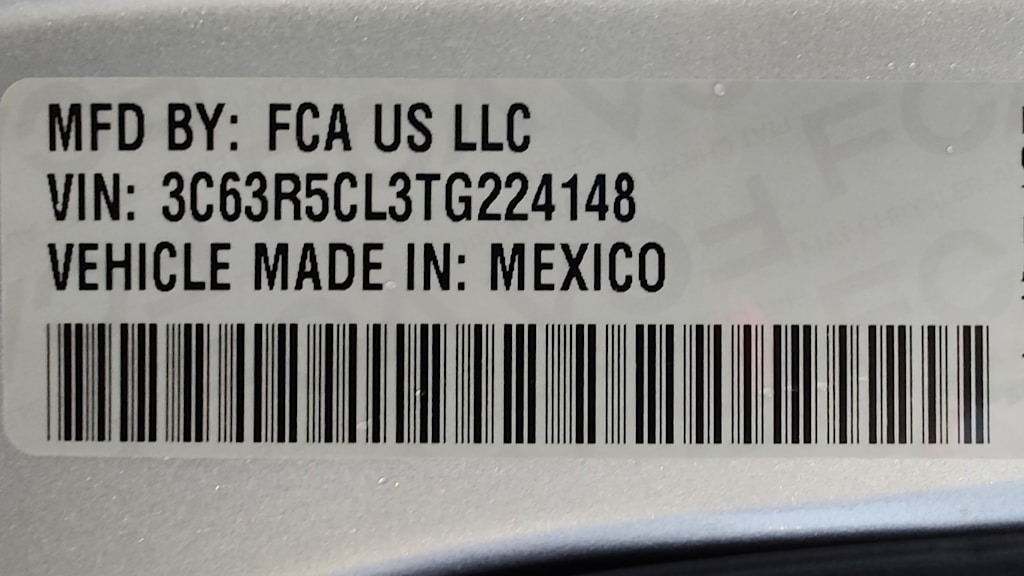 MFD BY: FCA US LLC
VIN: 3C63R5CL3TG224148
VEHICLE MADE IN: MEXICO